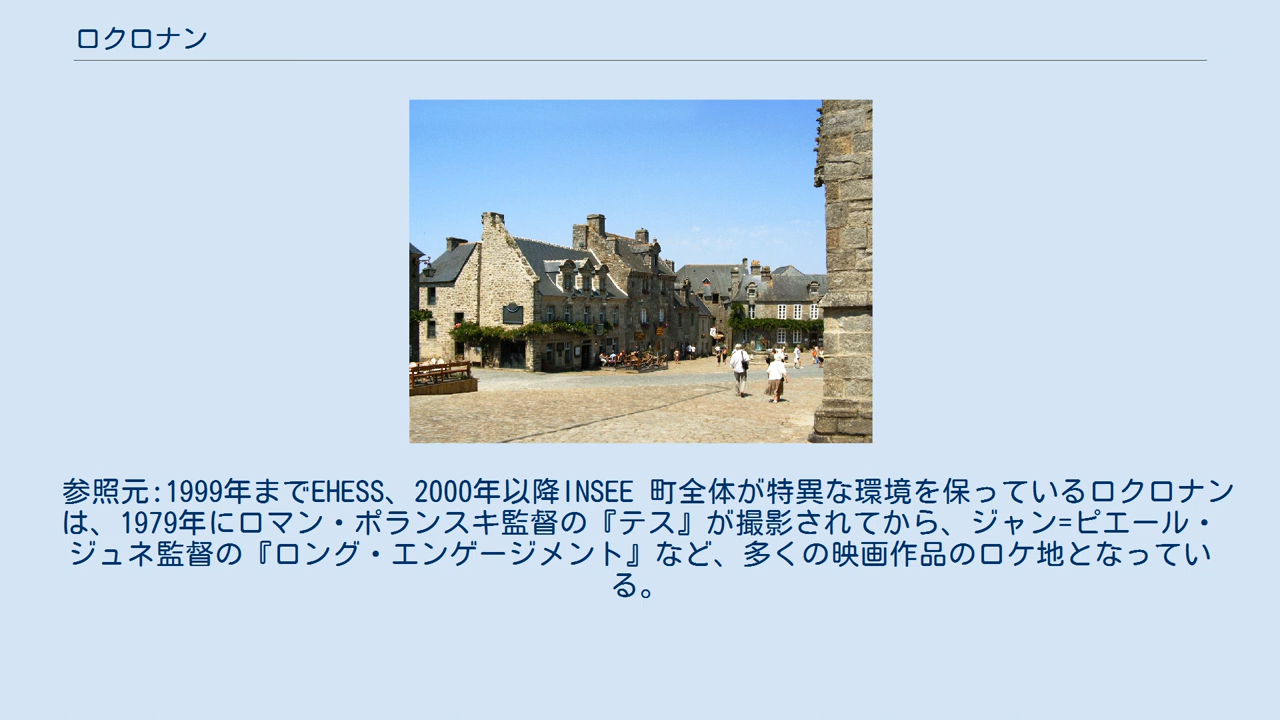 ロクロナン
参照元:1999年までEHESS、2000年以降INSEE 町全体が特異な環境を保っているロクロナン
は、1979年にロマン・ポランスキ監督の『テス』が撮影されてから、ジャン=ピエール・
ジュネ監督の『ロング・エンゲージメント』など、多くの映画作品のロケ地となってい
る。